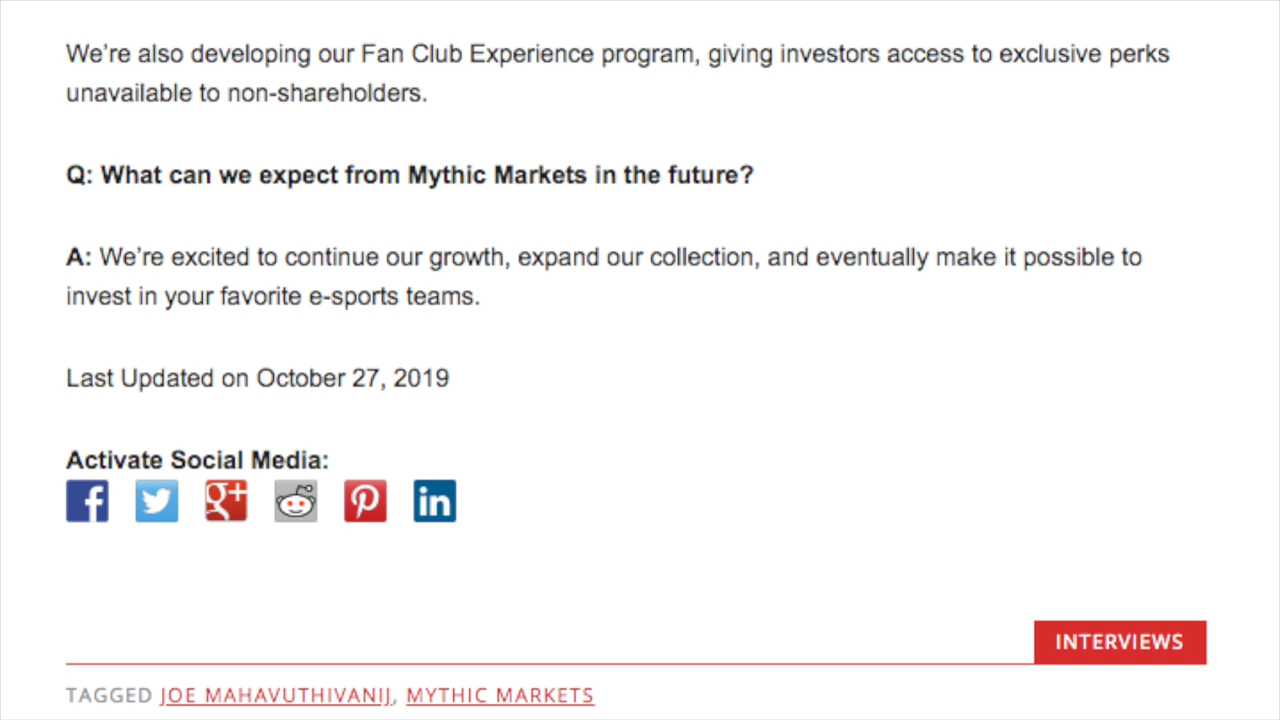 We’re also developing our Fan Club Experience program, giving investors access to exclusive perks
unavailable to non-shareholders.
Q: What can we expect from Mythic Markets in the future?
A: We’re excited to continue our growth, expand our collection, and eventually make it possible to
invest in your favorite e-sports teams.
Last Updated on October 27, 2019
Activate Social Media:
f g+ p in
INTERVIEWS
TAGGED JOE MAHAVUTHIVANIJ, MYTHIC MARKETS